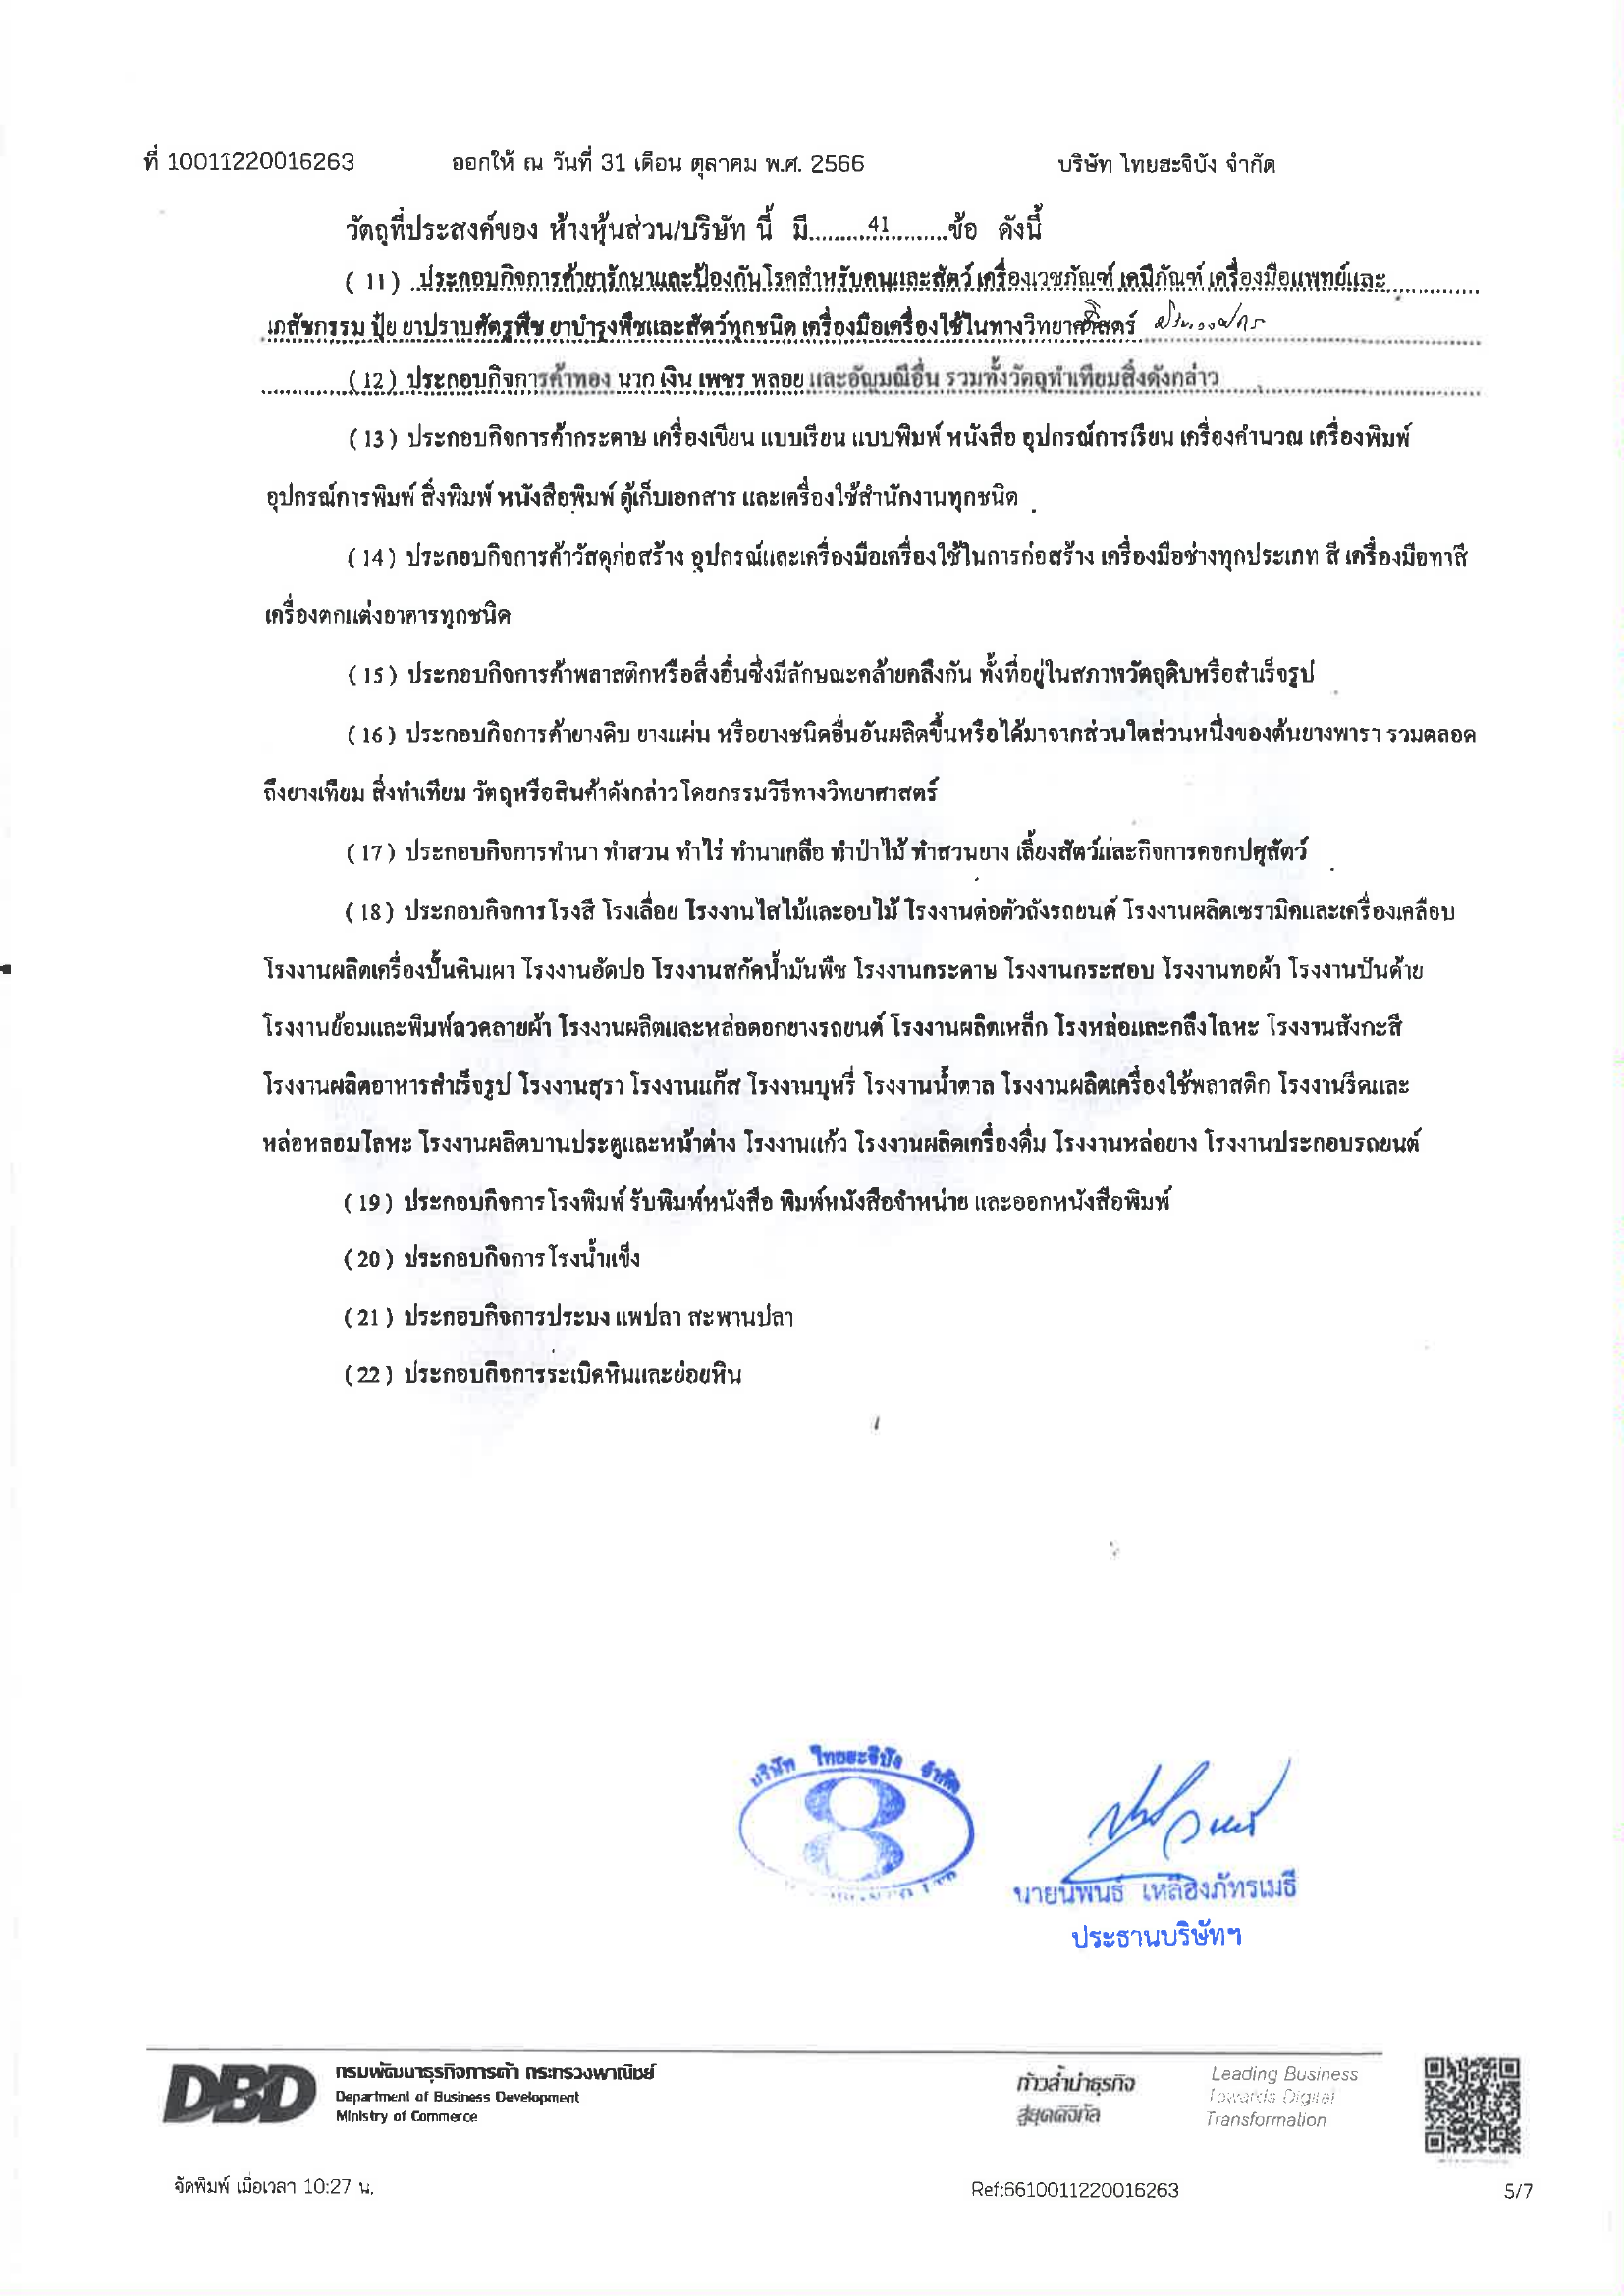 ที่ 10011220016263 ออกให้ ณ วันที่ 31 เดือน ตุลาคม พ.ศ. 2566 บริษัท ไทยฮะจิบัง จำกัด
วัตถุที่ประสงค์ของ ห้างหุ้นส่วน/บริษัท นี้ มี..........41..........ข้อ ดังนี้
( 11 ) ประกอบกิจการค้ายารักษาและป้องกันโรคสำหรับคนและสัตว์ เครื่องเวชภัณฑ์ เคมีภัณฑ์ เครื่องมือแพทย์และ
เภสัชกรรม ปุ๋ย ยาปราบศัตรูพืช ยาบำรุงพืชและสัตว์ทุกชนิด เครื่องมือเครื่องใช้ในทางวิทยาศาสตร์
( 12 ) ประกอบกิจการค้าทอง นาก เงิน เพชร พลอย และอัญมณีอื่น รวมทั้งวัตถุทำเทียมสิ่งดังกล่าว
( 13 ) ประกอบกิจการค้ากระดาษ เครื่องเขียน แบบเรียน แบบพิมพ์ หนังสือ อุปกรณ์การเรียน เครื่องคำนวณ เครื่องพิมพ์
อุปกรณ์การพิมพ์ สิ่งพิมพ์ หนังสือพิมพ์ ตู้เก็บเอกสาร และเครื่องใช้สำนักงานทุกชนิด
( 14 ) ประกอบกิจการค้าวัสดุก่อสร้าง อุปกรณ์และเครื่องมือเครื่องใช้ในการก่อสร้าง เครื่องมือช่างทุกประเภท สี เครื่องมือทาสี
เครื่องตกแต่งอาคารทุกชนิด
( 15 ) ประกอบกิจการค้าพลาสติกหรือสิ่งอื่นซึ่งมีลักษณะคล้ายคลึงกัน ทั้งที่อยู่ในสภาพวัตถุดิบหรือสำเร็จรูป
( 16 ) ประกอบกิจการค้ายางดิบ ยางแผ่น หรือยางชนิดอื่นอันผลิตขึ้นหรือได้มาจากส่วนใดส่วนหนึ่งของต้นยางพารา รวมตลอด
ถึงยางเทียม สิ่งทำเทียม วัตถุหรือสินค้าดังกล่าวโดยกรรมวิธีทางวิทยาศาสตร์
( 17 ) ประกอบกิจการทำนา ทำสวน ทำไร่ ทำนาเกลือ ทำป่าไม้ ทำสวนยาง เลี้ยงสัตว์และกิจการคอกปศุสัตว์
( 18 ) ประกอบกิจการโรงสี โรงเลื่อย โรงงานไสไม้และอบไม้ โรงงานต่อตัวถังรถยนต์ โรงงานผลิตเซรามิคและเครื่องเคลือบ
โรงงานผลิตเครื่องปั้นดินเผา โรงงานอัดปอ โรงงานสกัดน้ำมันพืช โรงงานกระดาษ โรงงานกระสอบ โรงงานทอผ้า โรงงานปั่นด้าย
โรงงานย้อมและพิมพ์ลวดลายผ้า โรงงานผลิตและหล่อดอกยางรถยนต์ โรงงานผลิตเหล็ก โรงหล่อและกลึงโลหะ โรงงานสังกะสี
โรงงานผลิตอาหารสำเร็จรูป โรงงานสุรา โรงงานแก๊ส โรงงานบุหรี่ โรงงานน้ำตาล โรงงานผลิตเครื่องใช้พลาสติก โรงงานรีดและ
หล่อหลอมโลหะ โรงงานผลิตบานประตูและหน้าต่าง โรงงานแก้ว โรงงานผลิตเครื่องดื่ม โรงงานหล่อยาง โรงงานประกอบรถยนต์
( 19 ) ประกอบกิจการโรงพิมพ์ รับพิมพ์หนังสือ พิมพ์หนังสือจำหน่าย และออกหนังสือพิมพ์
( 20 ) ประกอบกิจการโรงน้ำแข็ง
( 21 ) ประกอบกิจการประมง แพปลา สะพานปลา
( 22 ) ประกอบกิจการระเบิดหินและย่อยหิน
บริษัท ไทยฮะจิบัง จำกัด
นายนิพนธ์ เหลืองภัทรเมธี
ประธานบริษัทฯ
DBD
กรมพัฒนาธุรกิจการค้า กระทรวงพาณิชย์
Department of Business Development
Ministry of Commerce
ก้าวล้ำนำธุรกิจ
สู่ยุคดิจิทัล
Leading Business
Towards Digital
Transformation
จัดพิมพ์ เมื่อเวลา 10:27 น.
Ref:6610011220016263
5/7